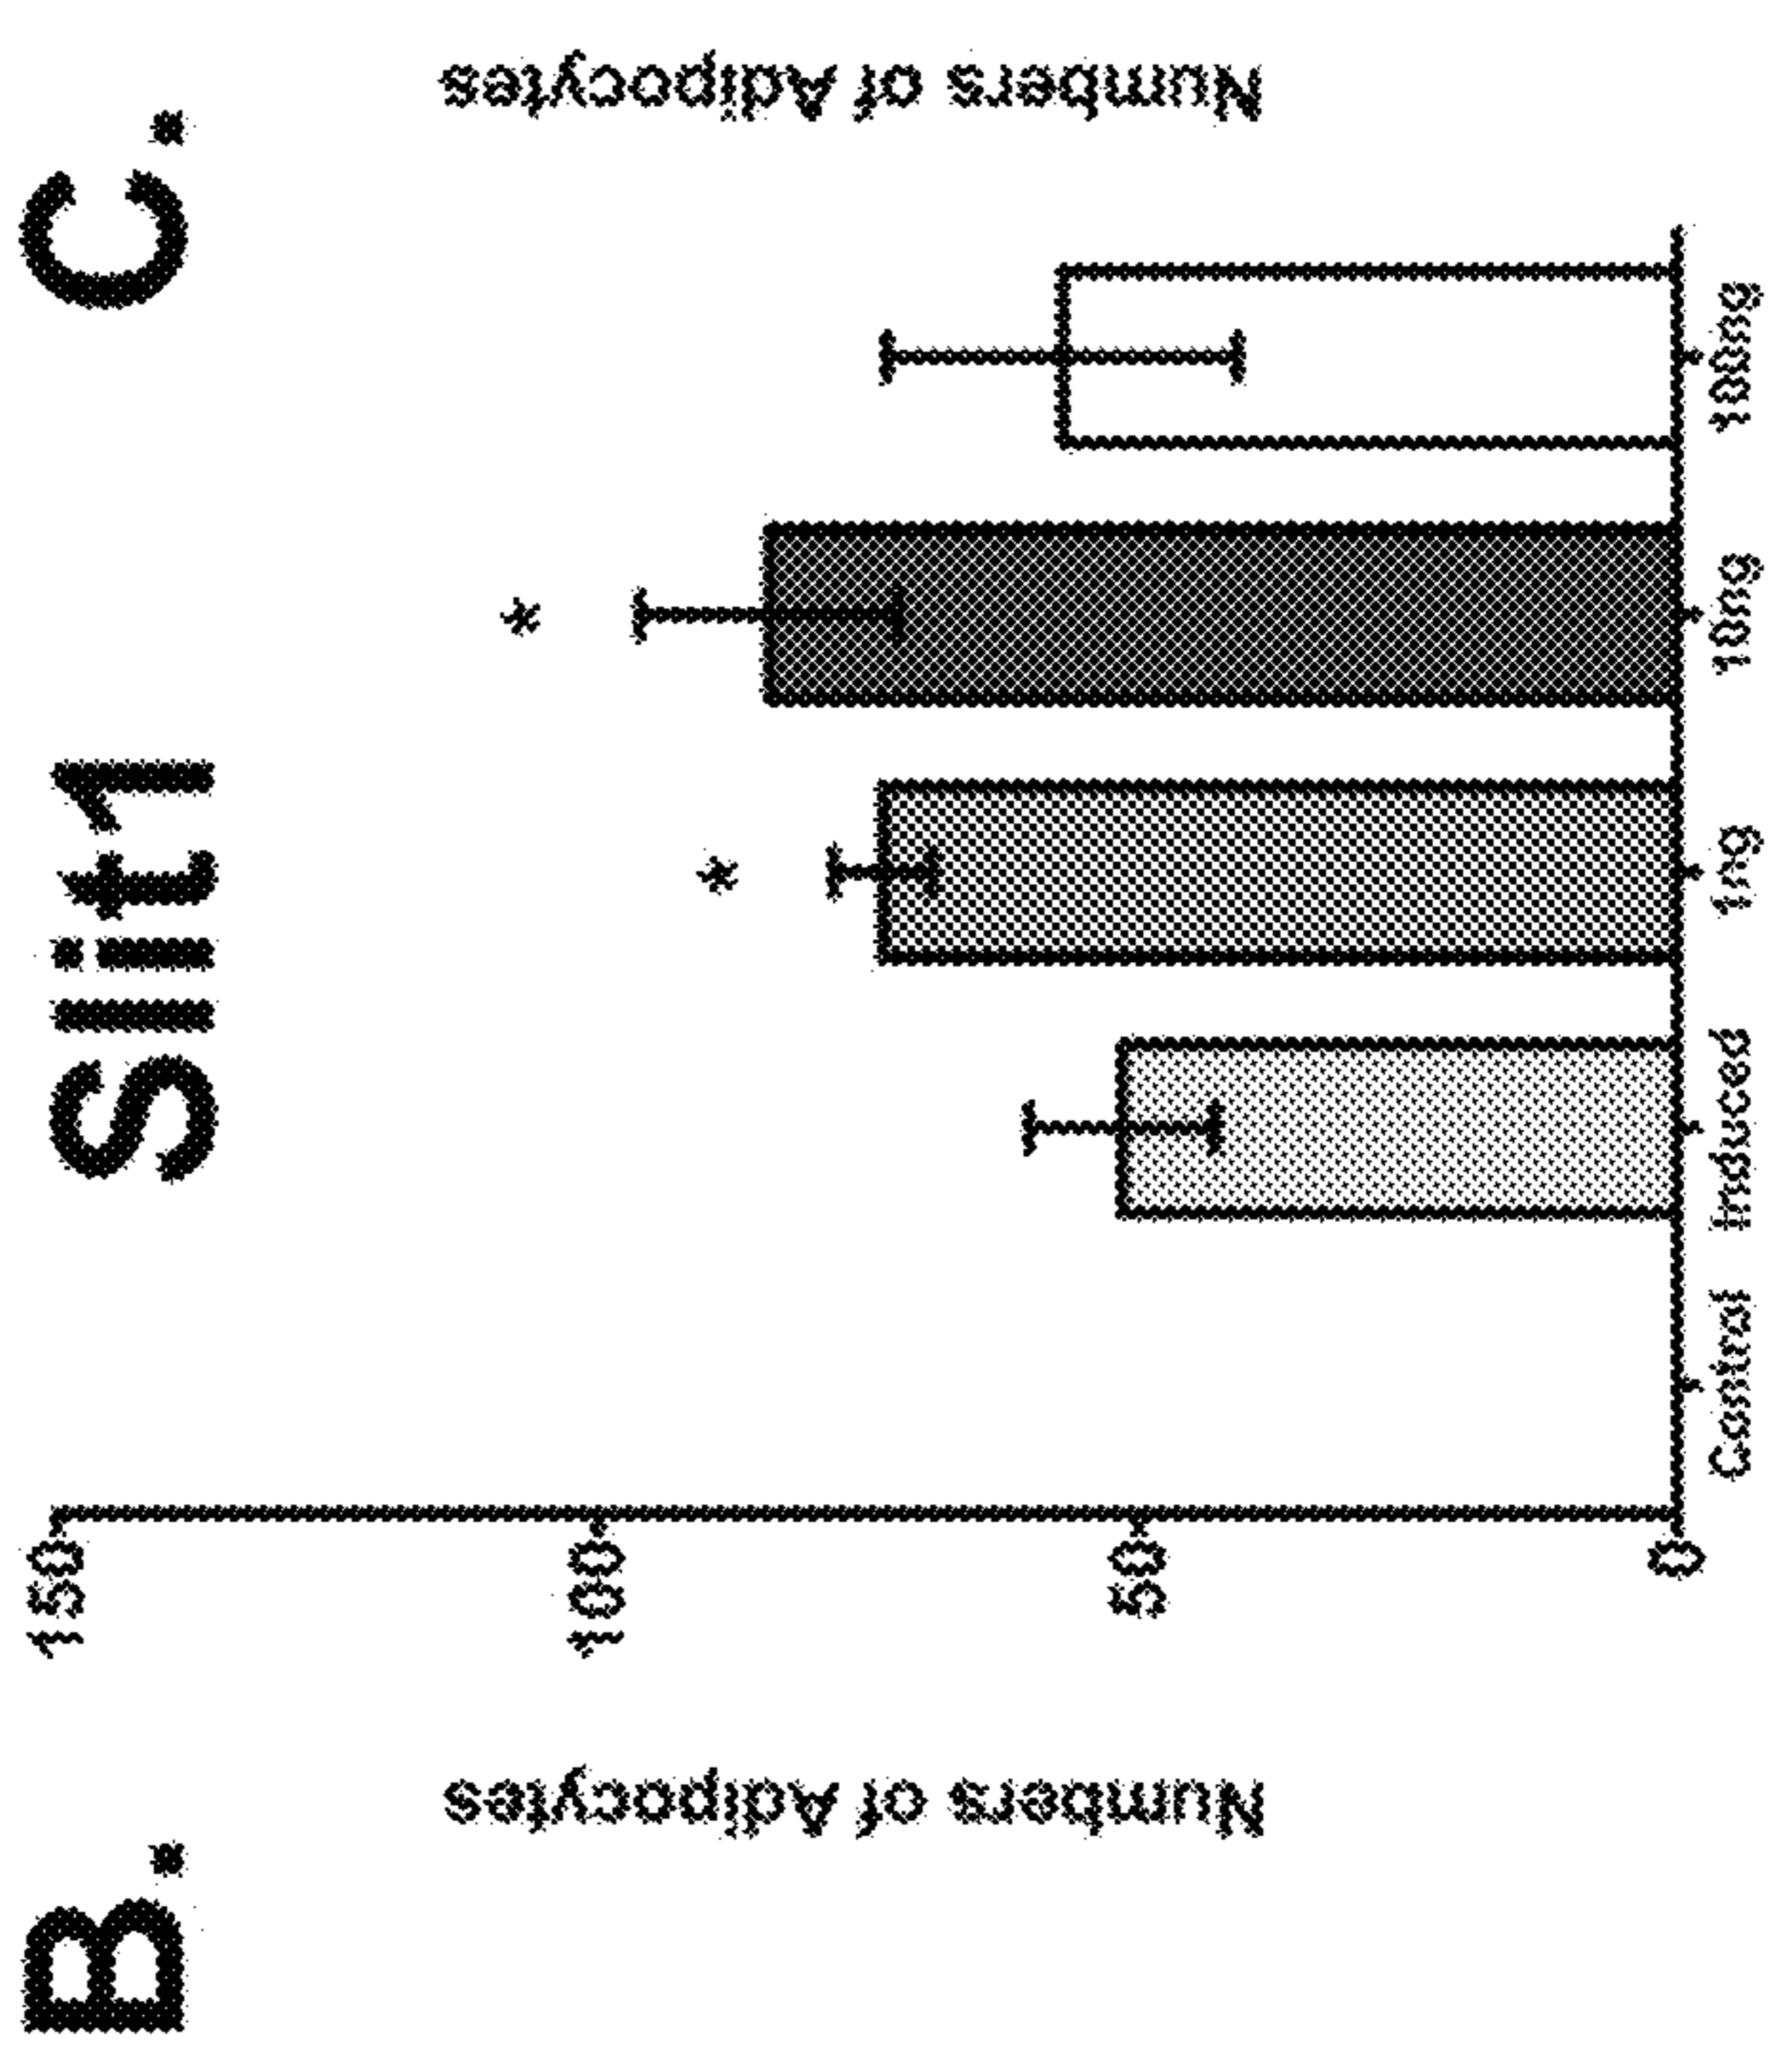 B.
Slit1
C.
Numbers of Adipocytes
150
100
50
0
*
*
Control
Induced
1ng
10ng
100ng
Numbers of Adipocytes